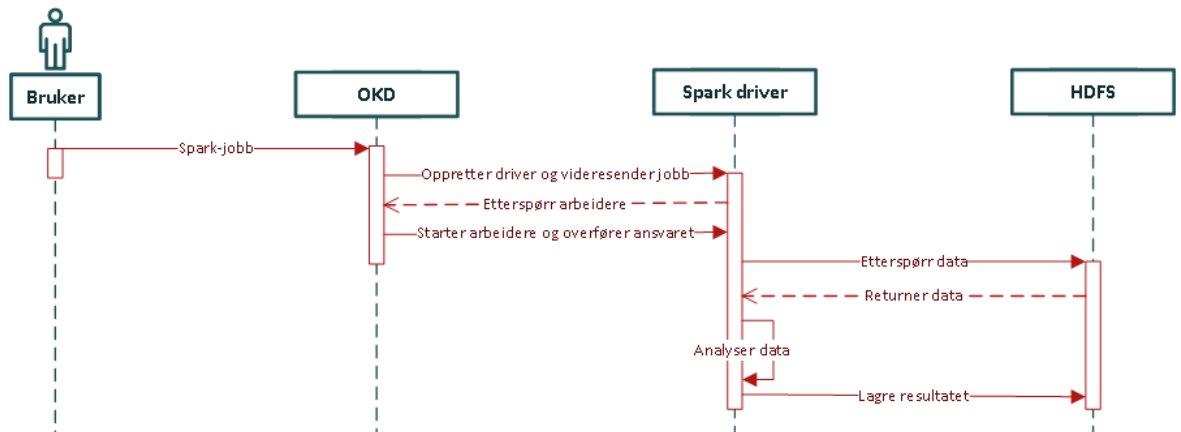 Bruker
OKD
Spark driver
HDFS
Spark-jobb
Oppretter driver og videresender jobb
Etterspørr arbeidere
Starter arbeidere og overfører ansvaret
Etterspørr data
Returner data
Analyser data
Lagre resultatet